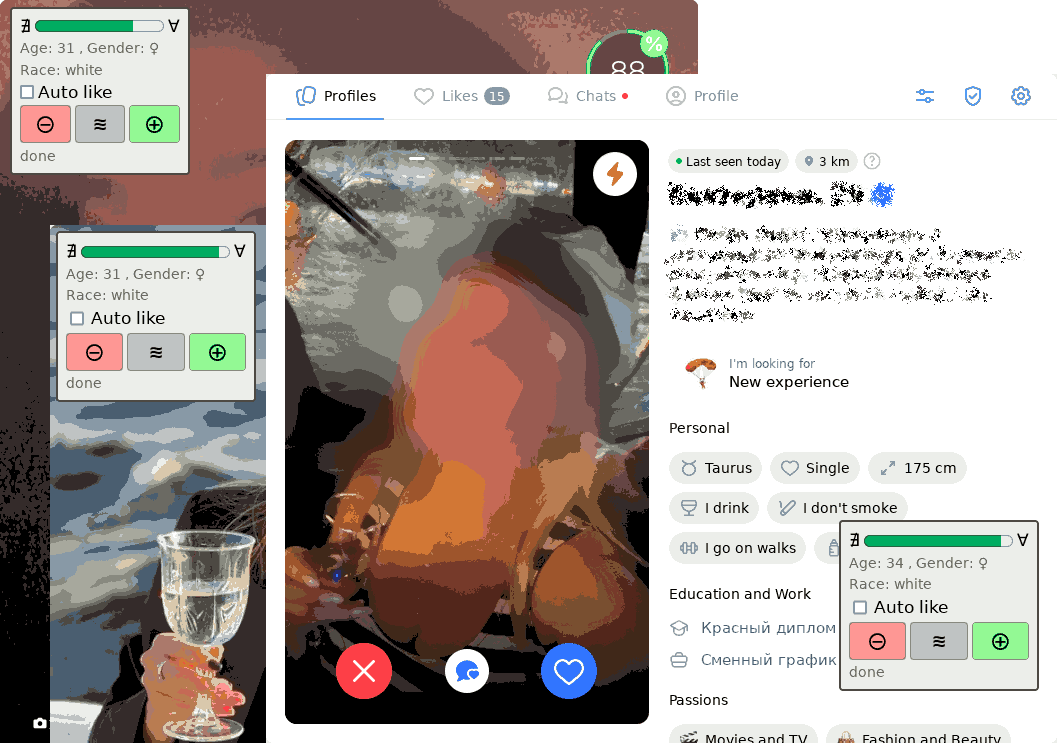 ∄ ∀
Age: 31 , Gender: ♀
Race: white
Auto like
done
%
88
Profiles
Likes 15
Chats
Profile
Last seen today
3 km
?
∄ ∀
Age: 31 , Gender: ♀
Race: white
Auto like
done
I'm looking for
New experience
Personal
Taurus
Single
175 cm
I drink
I don't smoke
I go on walks
∄ ∀
Age: 34 , Gender: ♀
Race: white
Auto like
done
Education and Work
Красный диплом
Сменный график
Passions
Movies and TV
Fashion and Beauty